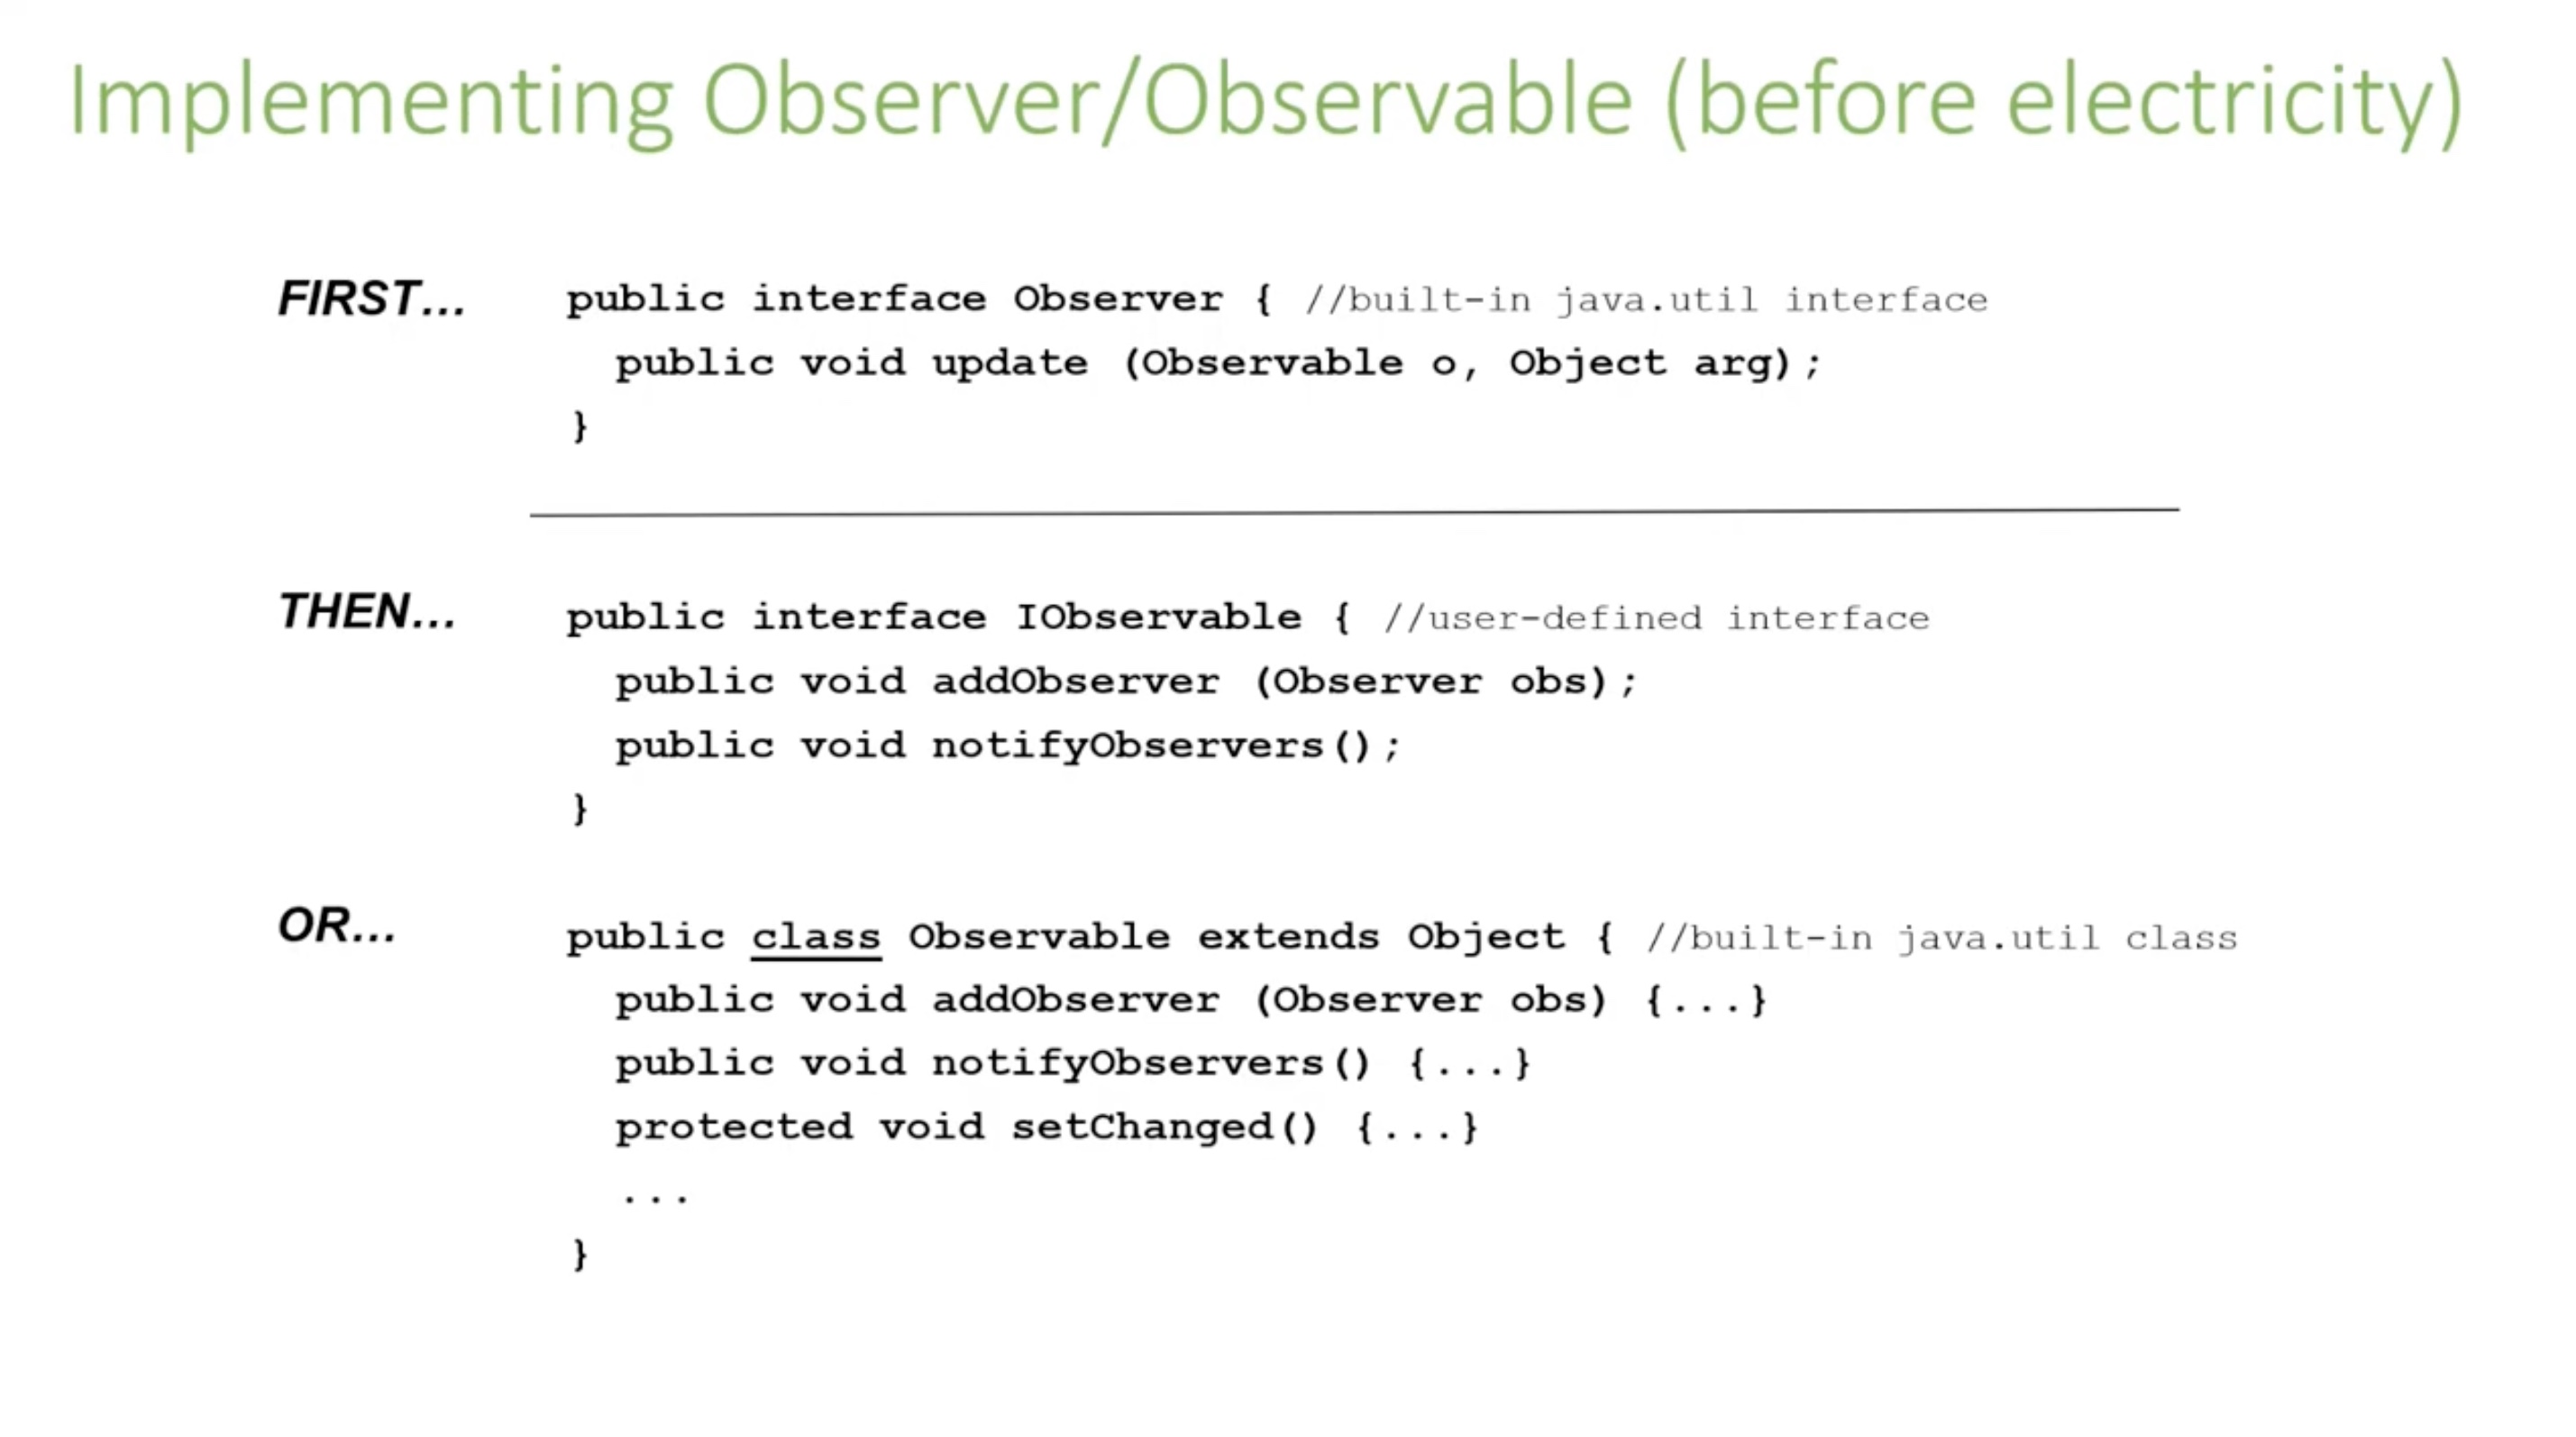 Implementing Observer/Observable (before electricity)
FIRST... public interface Observer { //built-in java.util interface
public void update (Observable o, Object arg);
}
THEN... public interface IObservable { //user-defined interface
public void addObserver (Observer obs);
public void notifyObservers();
}
OR... public class Observable extends Object { //built-in java.util class
public void addObserver (Observer obs) {...}
public void notifyObservers() {...}
protected void setChanged() {...}
...
}